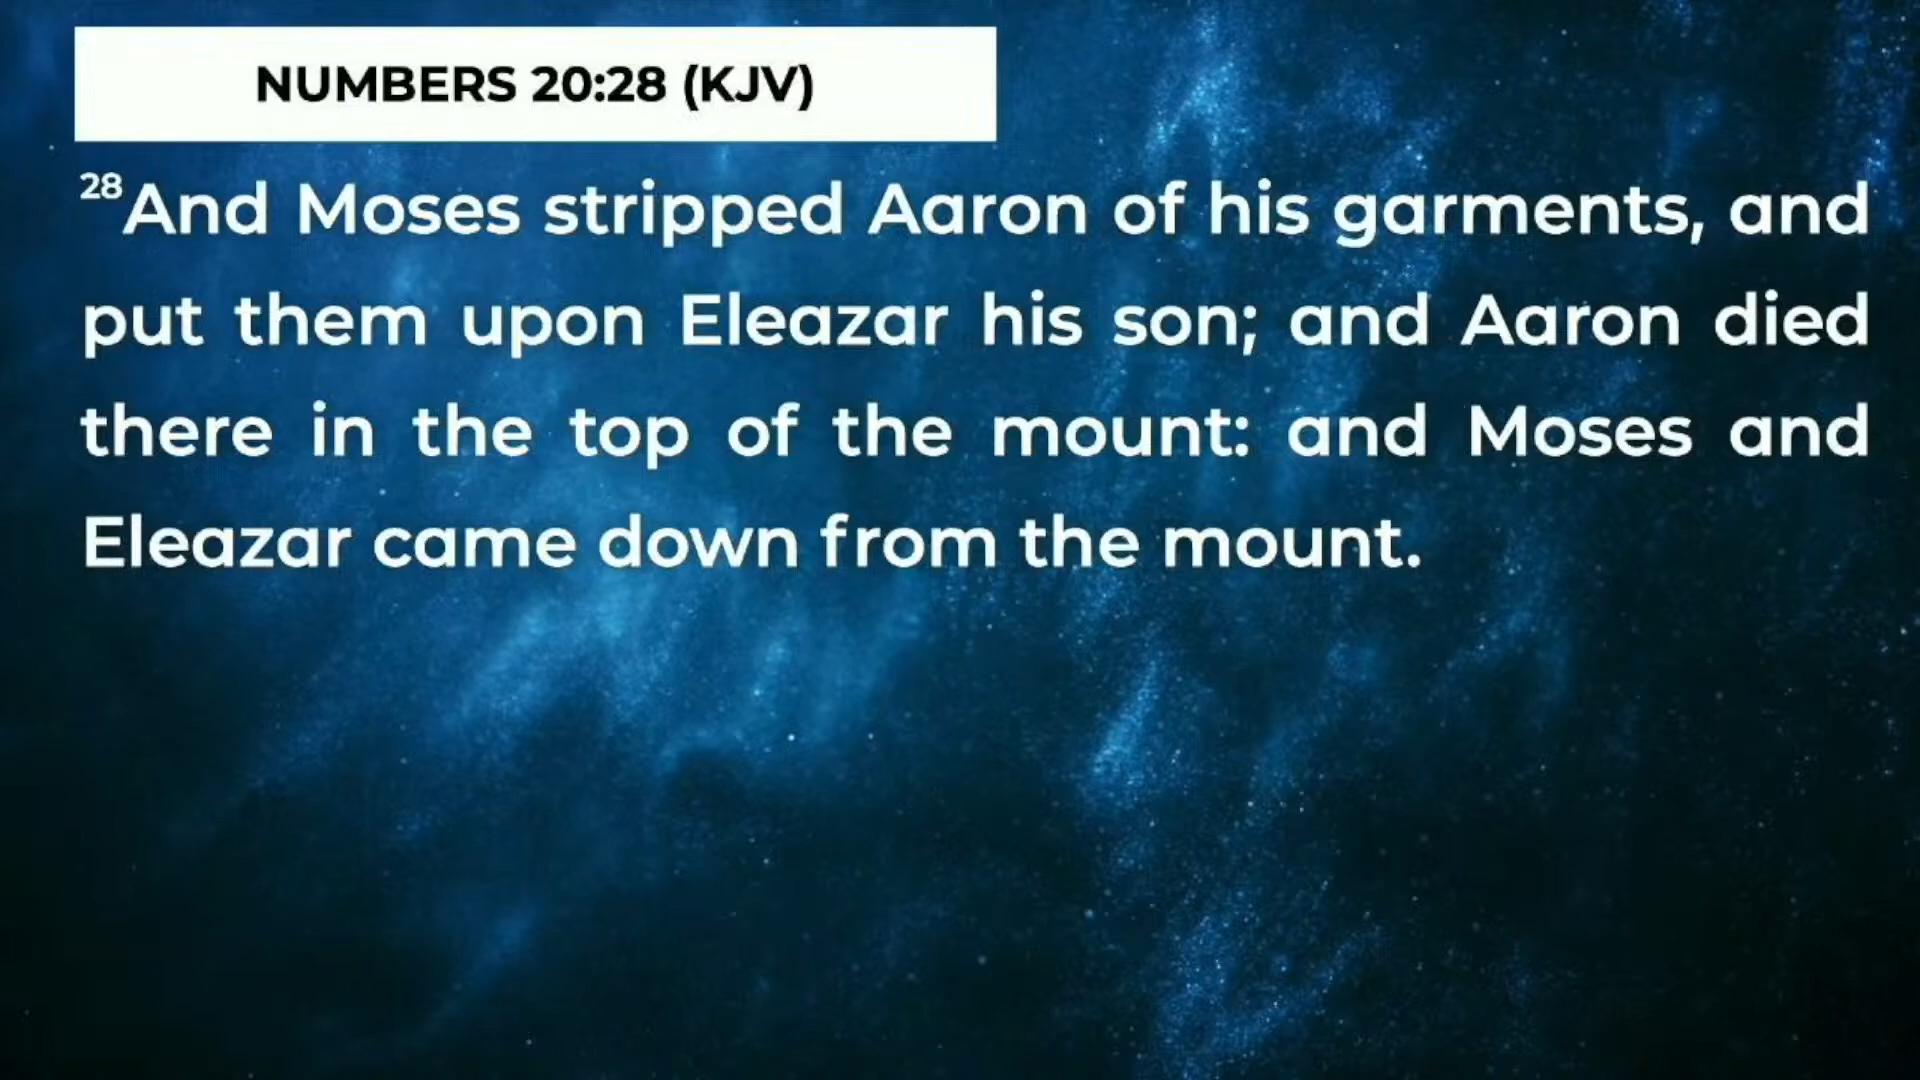 NUMBERS 20:28 (KJV)
28And Moses stripped Aaron of his garments, and
put them upon Eleazar his son; and Aaron died
there in the top of the mount: and Moses and
Eleazar came down from the mount.